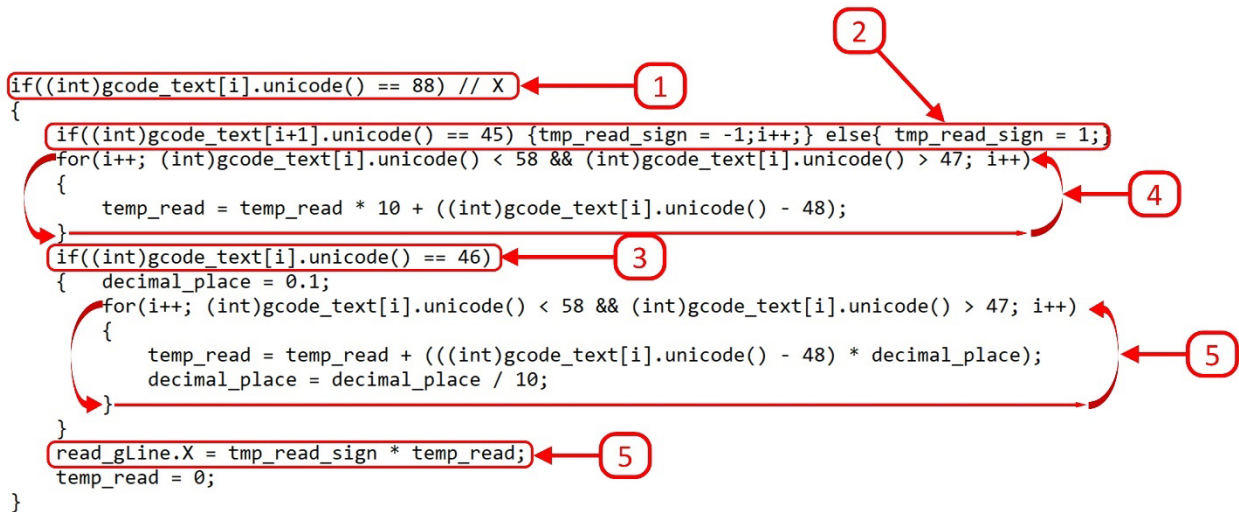 2
if((int)gcode_text[i].unicode() == 88) // X 1
{
if((int)gcode_text[i+1].unicode() == 45) {tmp_read_sign = -1;i++;} else{ tmp_read_sign = 1;}
for(i++; (int)gcode_text[i].unicode() < 58 && (int)gcode_text[i].unicode() > 47; i++)
{
4
temp_read = temp_read * 10 + ((int)gcode_text[i].unicode() - 48);
}
if((int)gcode_text[i].unicode() == 46) 3
{ decimal_place = 0.1;
for(i++; (int)gcode_text[i].unicode() < 58 && (int)gcode_text[i].unicode() > 47; i++)
{
temp_read = temp_read + (((int)gcode_text[i].unicode() - 48) * decimal_place); 5
decimal_place = decimal_place / 10;
}
}
read_gLine.X = tmp_read_sign * temp_read; 5
temp_read = 0;
}